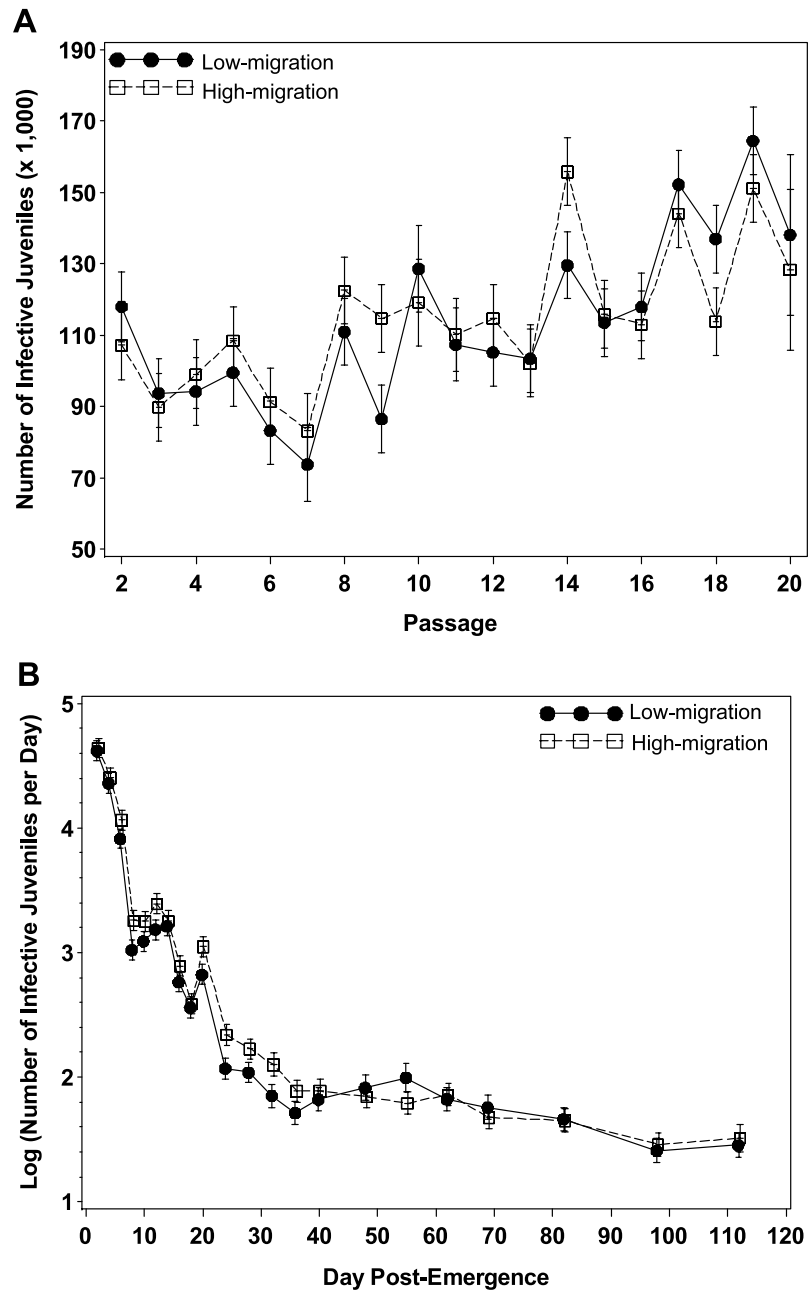 A
Number of Infective Juveniles (x 1,000)
190
170
150
130
110
90
70
50
Low-migration
High-migration
2 4 6 8 10 12 14 16 18 20
Passage
B
Log (Number of Infective Juveniles per Day)
5
4
3
2
1
Low-migration
High-migration
0 10 20 30 40 50 60 70 80 90 100 110 120
Day Post-Emergence